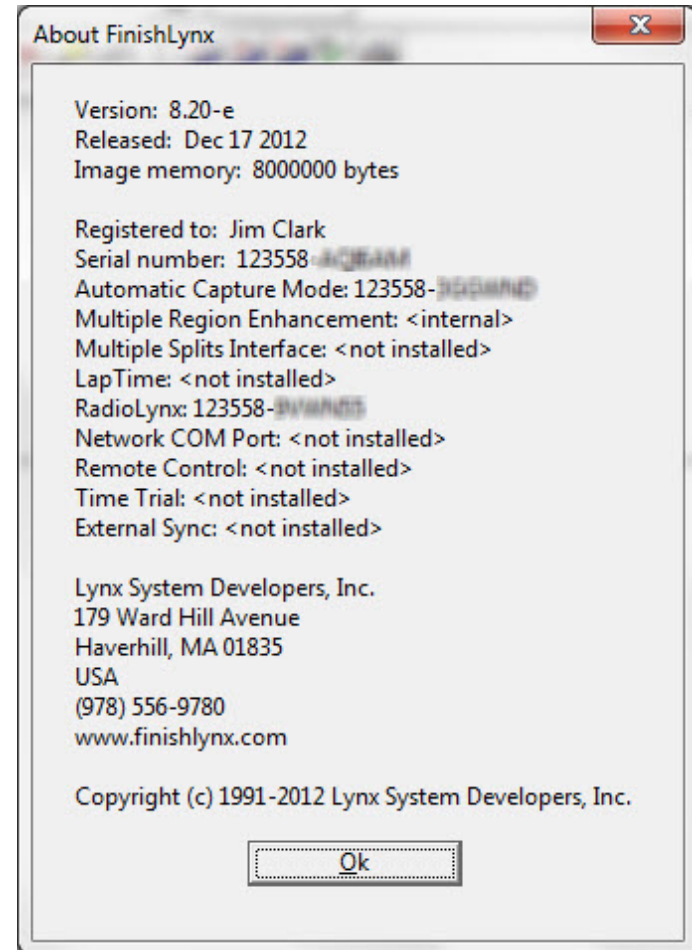 About FinishLynx
Version: 8.20-e
Released: Dec 17 2012
Image memory: 8000000 bytes
Registered to: Jim Clark
Serial number: 123558-
Automatic Capture Mode: 123558-
Multiple Region Enhancement: <internal>
Multiple Splits Interface: <not installed>
LapTime: <not installed>
RadioLynx: 123558-
Network COM Port: <not installed>
Remote Control: <not installed>
Time Trial: <not installed>
External Sync: <not installed>
Lynx System Developers, Inc.
179 Ward Hill Avenue
Haverhill, MA 01835
USA
(978) 556-9780
www.finishlynx.com
Copyright (c) 1991-2012 Lynx System Developers, Inc.
Ok